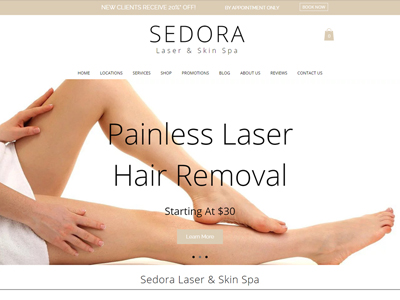 NEW CLIENTS RECEIVE 20%* OFF! BY APPOINTMENT ONLY BOOK NOW
SEDORA
Laser & Skin Spa
HOME LOCATIONS SERVICES SHOP PROMOTIONS BLOG ABOUT US REVIEWS CONTACT US
Painless Laser
Hair Removal
Starting At $30
Learn More
Sedora Laser & Skin Spa